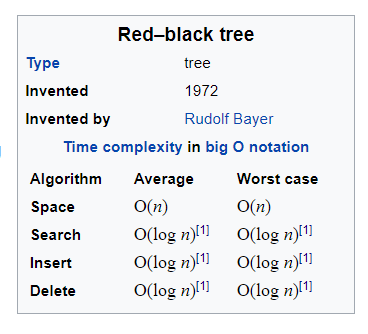 Red–black tree
Type tree
Invented 1972
Invented by Rudolf Bayer
Time complexity in big O notation
Algorithm Average Worst case
Space O(n) O(n)
Search O(log n)[1] O(log n)[1]
Insert O(log n)[1] O(log n)[1]
Delete O(log n)[1] O(log n)[1]